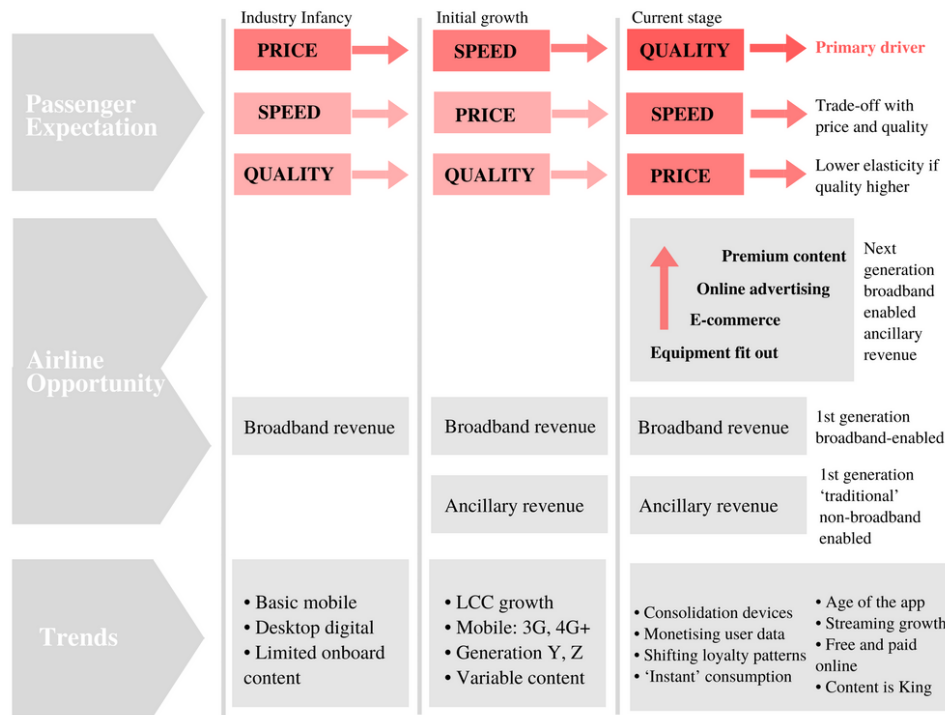 Industry Infancy
Initial growth
Current stage
Passenger
Expectation
PRICE
SPEED
QUALITY
Primary driver
SPEED
PRICE
SPEED
Trade-off with
price and quality
QUALITY
QUALITY
PRICE
Lower elasticity if
quality higher
Airline
Opportunity
Premium content
Online advertising
E-commerce
Equipment fit out
Next
generation
broadband
enabled
ancillary
revenue
Broadband revenue
Broadband revenue
Broadband revenue
1st generation
broadband-enabled
Ancillary revenue
Ancillary revenue
1st generation
‘traditional’
non-broadband
enabled
Trends
• Basic mobile
• Desktop digital
• Limited onboard
content
• LCC growth
• Mobile: 3G, 4G+
• Generation Y, Z
• Variable content
• Consolidation devices
• Monetising user data
• Shifting loyalty patterns
• ‘Instant’ consumption
• Age of the app
• Streaming growth
• Free and paid
online
• Content is King